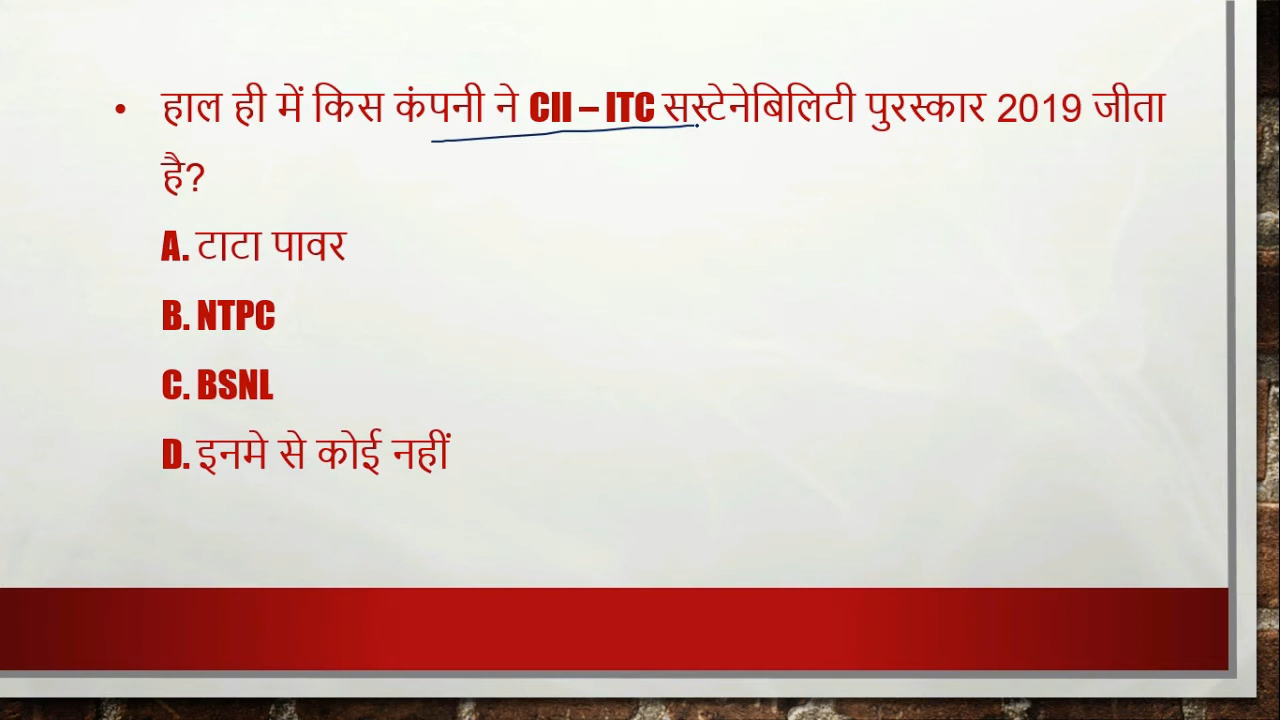 • हाल ही में किस कंपनी ने CII – ITC सस्टेनेबिलिटी पुरस्कार 2019 जीता
है?
A. टाटा पावर
B. NTPC
C. BSNL
D. इनमे से कोई नहीं